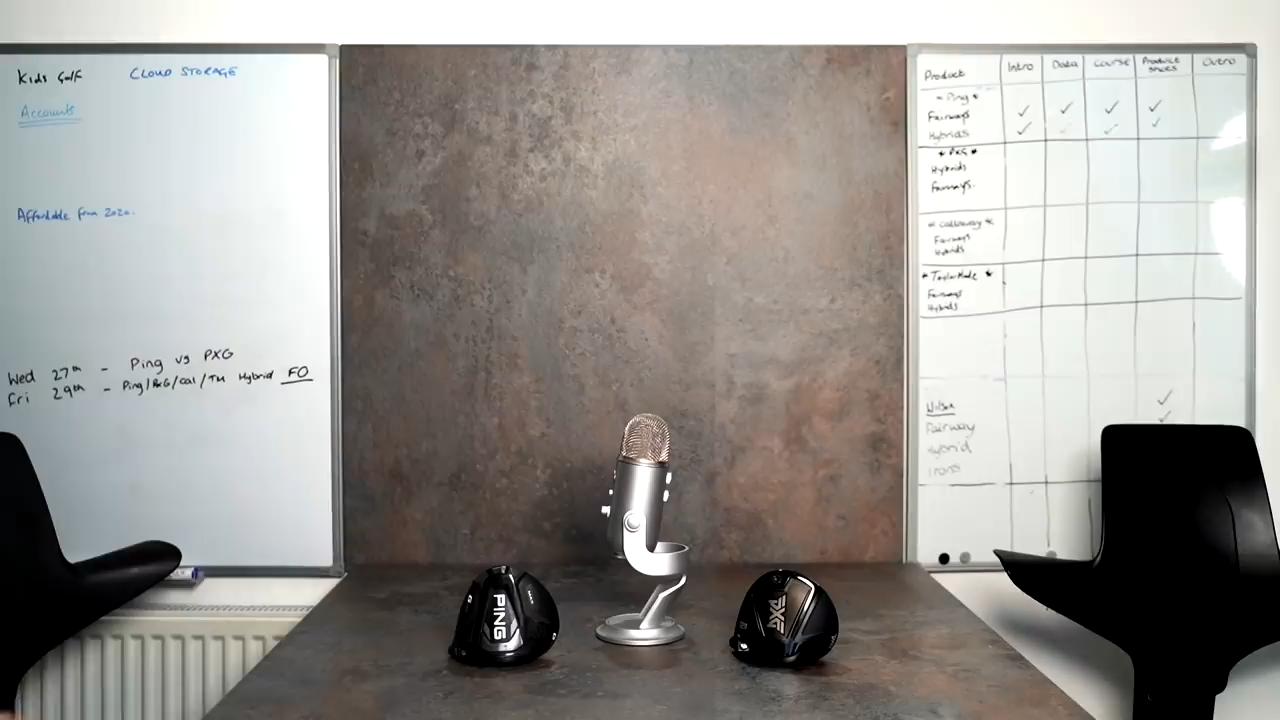 Kids Golf
CLOUD STORAGE
Accounts
Affordable from 2020.
Wed 27th - Ping vs PXG
Fri 29th - Ping/PXG/Cal/TM Hybrid FO
Product Intro Data Course Product Shots Outro
* Ping *
Fairways ✓ ✓ ✓ ✓
Hybrids ✓ ✓ ✓ ✓
* PXG *
Hybrids
Fairways.
* Callaway *
Fairways
Hybrids
* TaylorMade *
Fairways
Hybrids
Wilson
Fairway
Hybrid
Irons
PING
G
PXG